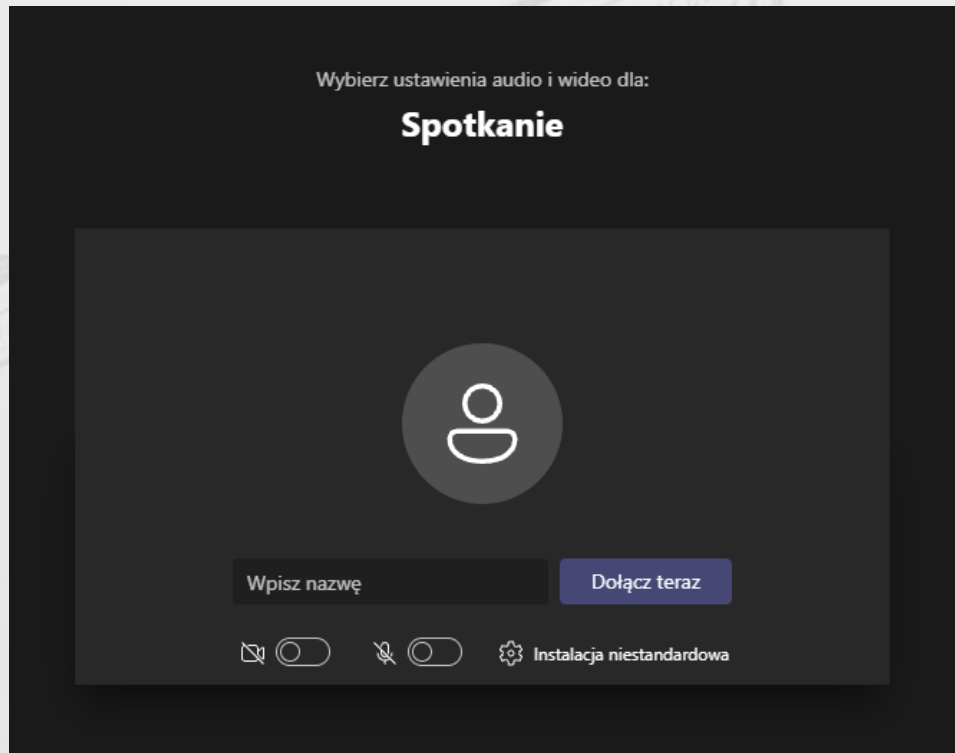 Wybierz ustawienia audio i wideo dla:
Spotkanie
Wpisz nazwę
Dołącz teraz
Instalacja niestandardowa